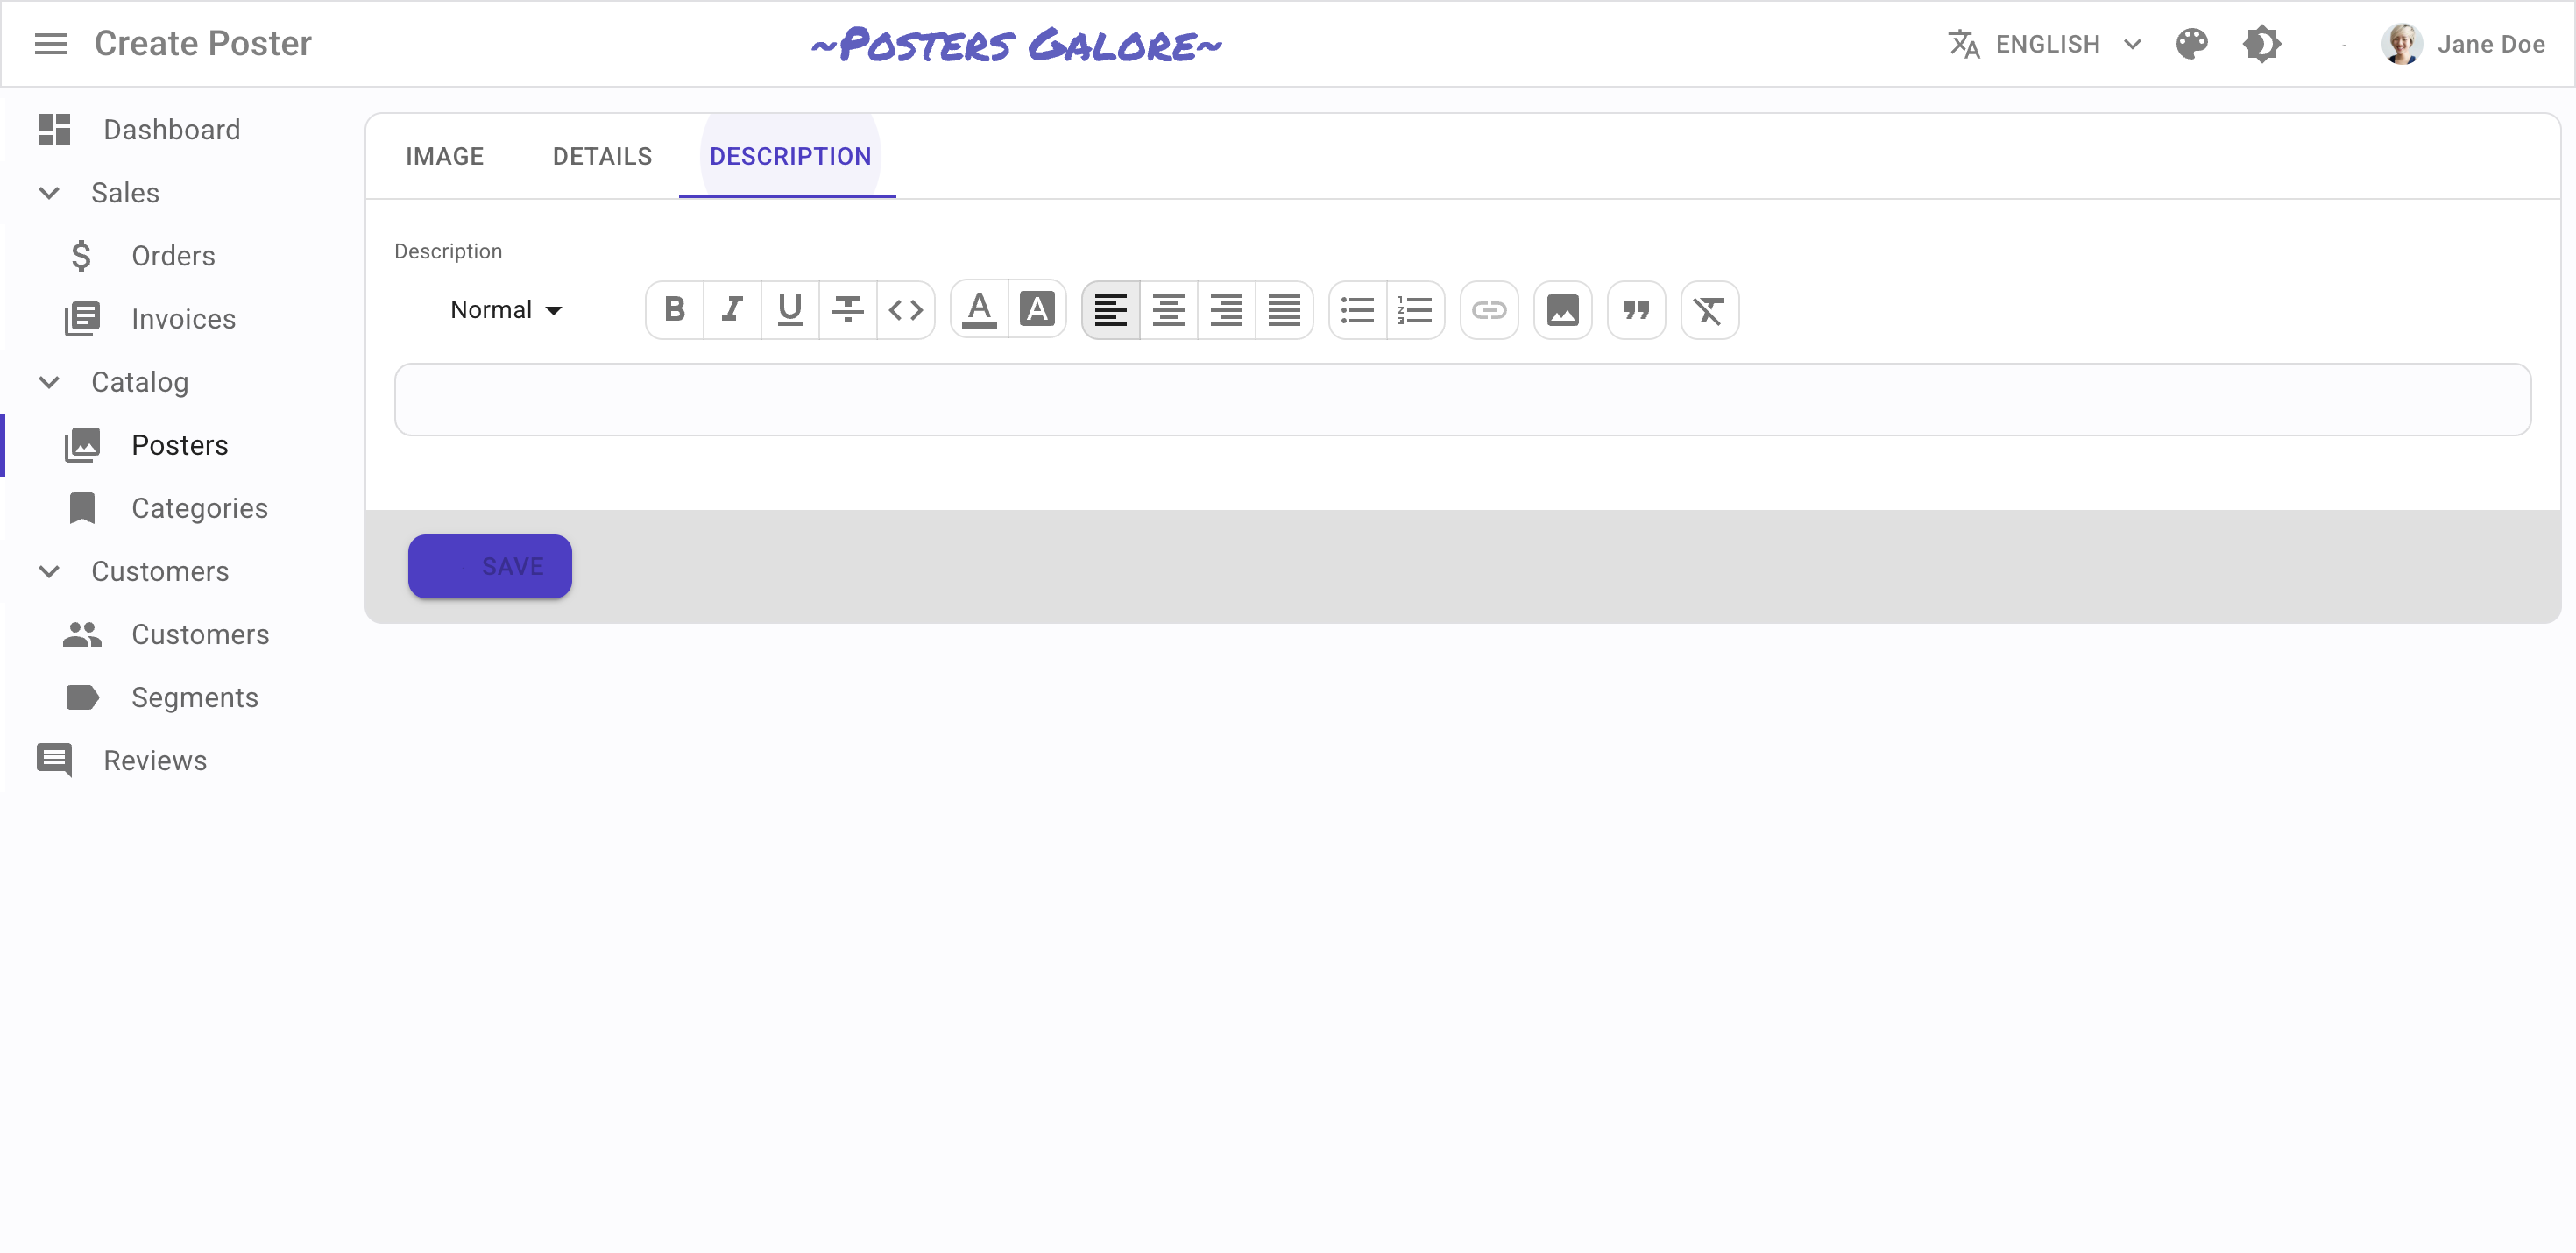 Create Poster
~Posters Galore~
ENGLISH
Jane Doe
Dashboard
Sales
Orders
Invoices
Catalog
Posters
Categories
Customers
Customers
Segments
Reviews
IMAGE DETAILS DESCRIPTION
Description
Normal
SAVE